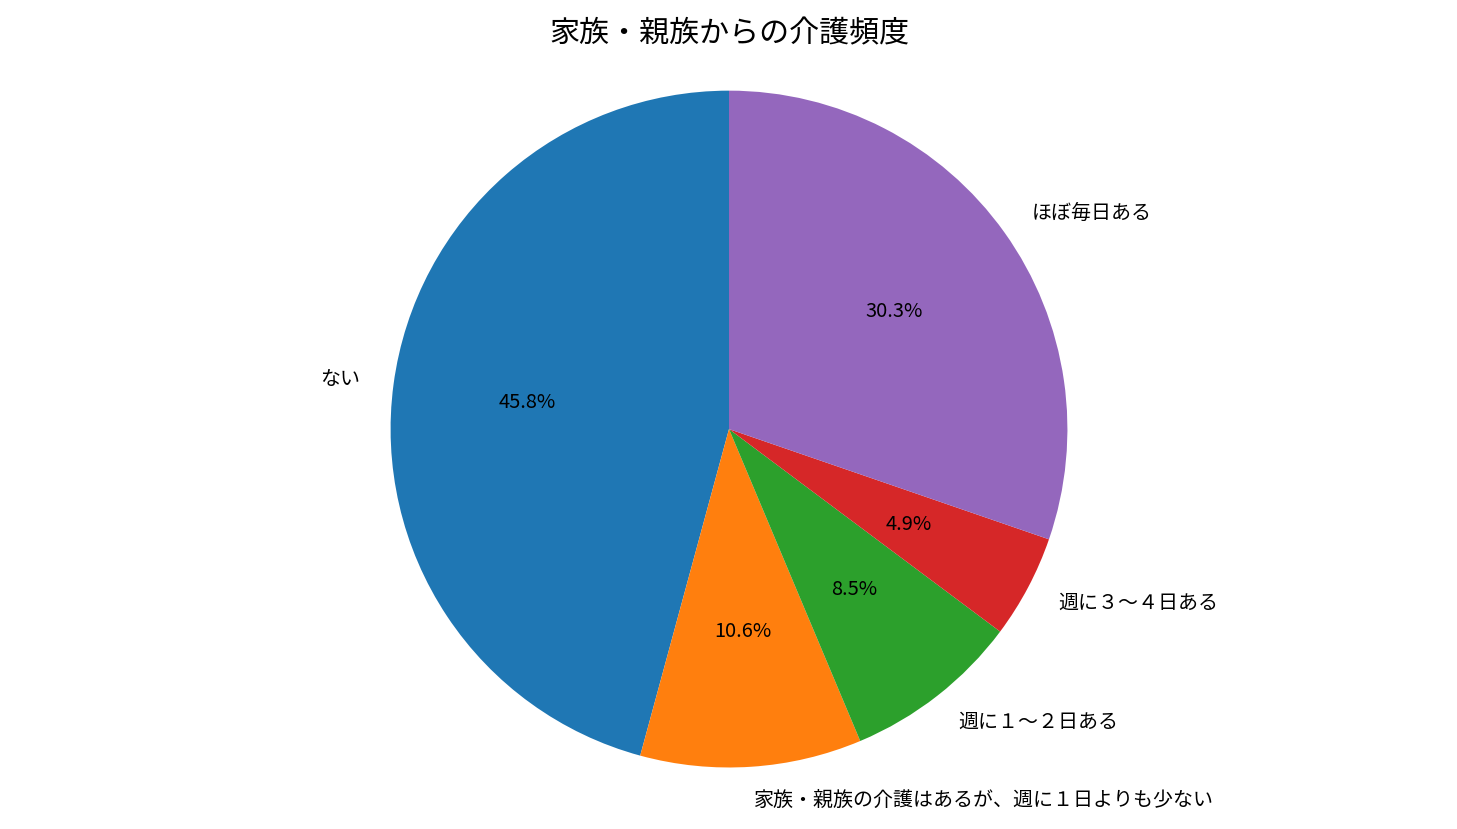 家族・親族からの介護頻度
ほぼ毎日ある
30.3%
ない
45.8%
4.9%
週に３～４日ある
8.5%
10.6%
週に１～２日ある
家族・親族の介護はあるが、週に１日よりも少ない